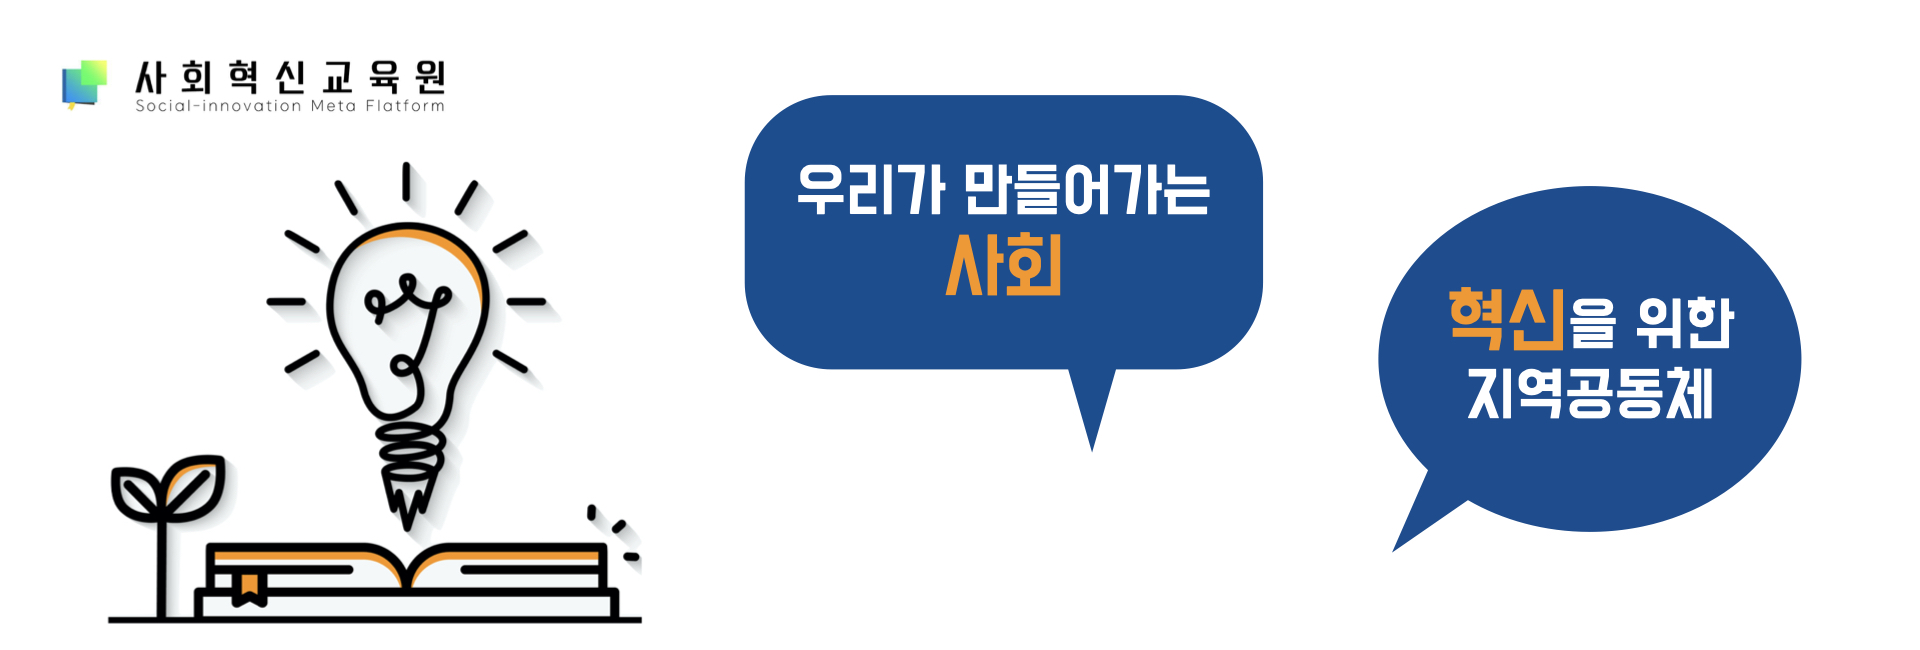 사회혁신교육원
Social-innovation Meta Flatform
우리가 만들어가는
사회
혁신을 위한
지역공동체